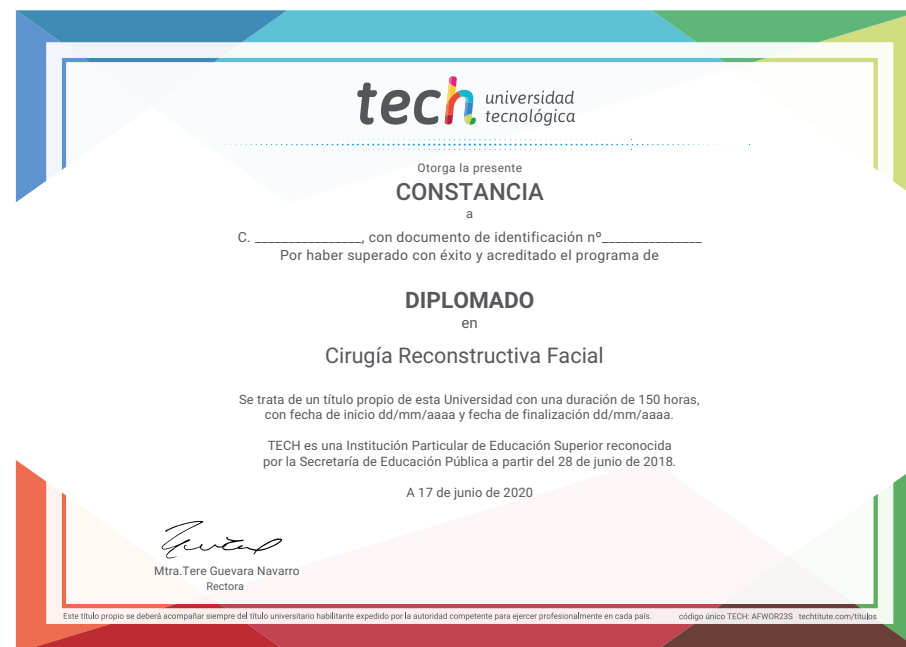 tech universidad
tecnológica
Otorga la presente
CONSTANCIA
a
C. ________________, con documento de identificación nº_______________
Por haber superado con éxito y acreditado el programa de
DIPLOMADO
en
Cirugía Reconstructiva Facial
Se trata de un título propio de esta Universidad con una duración de 150 horas,
con fecha de inicio dd/mm/aaaa y fecha de finalización dd/mm/aaaa.
TECH es una Institución Particular de Educación Superior reconocida
por la Secretaría de Educación Pública a partir del 28 de junio de 2018.
A 17 de junio de 2020
Mtra.Tere Guevara Navarro
Rectora
Este título propio se deberá acompañar siempre del título universitario habilitante expedido por la autoridad competente para ejercer profesionalmente en cada país. código único TECH: AFWOR23S techtitute.com/titulos